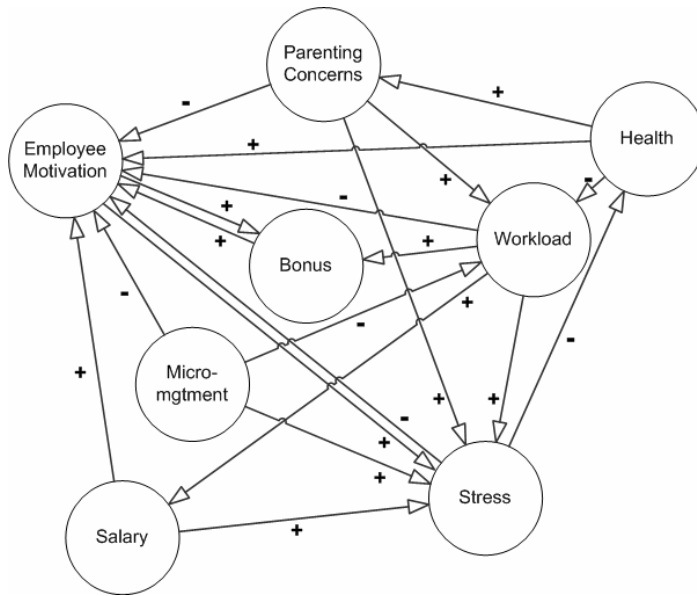 Parenting
Concerns
+
-
Employee
Motivation
+
Health
+
-
-
+
+
+
Bonus
+
Workload
-
+
-
-
Micro-
mgtment
+
+
+
-
+
+
Stress
Salary
+